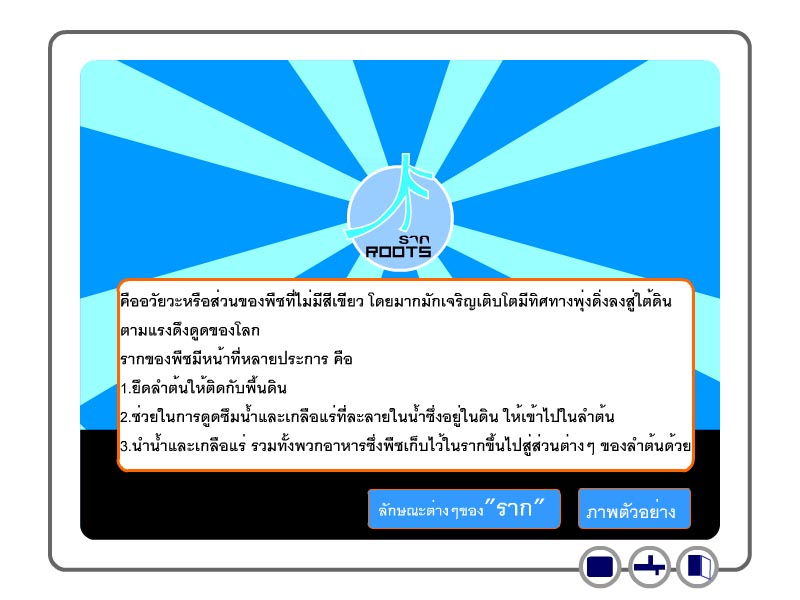 ราก
ROOTS
คืออวัยวะหรือส่วนของพืชที่ไม่มีสีเขียว โดยมากมักเจริญเติบโตมีทิศทางพุ่งดิ่งลงสู่ใต้ดิน
ตามแรงดึงดูดของโลก
รากของพืชมีหน้าที่หลายประการ คือ
1.ยึดลำต้นให้ติดกับพื้นดิน
2.ช่วยในการดูดซึมน้ำและเกลือแร่ที่ละลายในน้ำซึ่งอยู่ในดิน ให้เข้าไปในลำต้น
3.นำน้ำและเกลือแร่ รวมทั้งพวกอาหารซึ่งพืชเก็บไว้ในรากขึ้นไปสู่ส่วนต่างๆ ของลำต้นด้วย
ลักษณะต่างๆของ"ราก"
ภาพตัวอย่าง